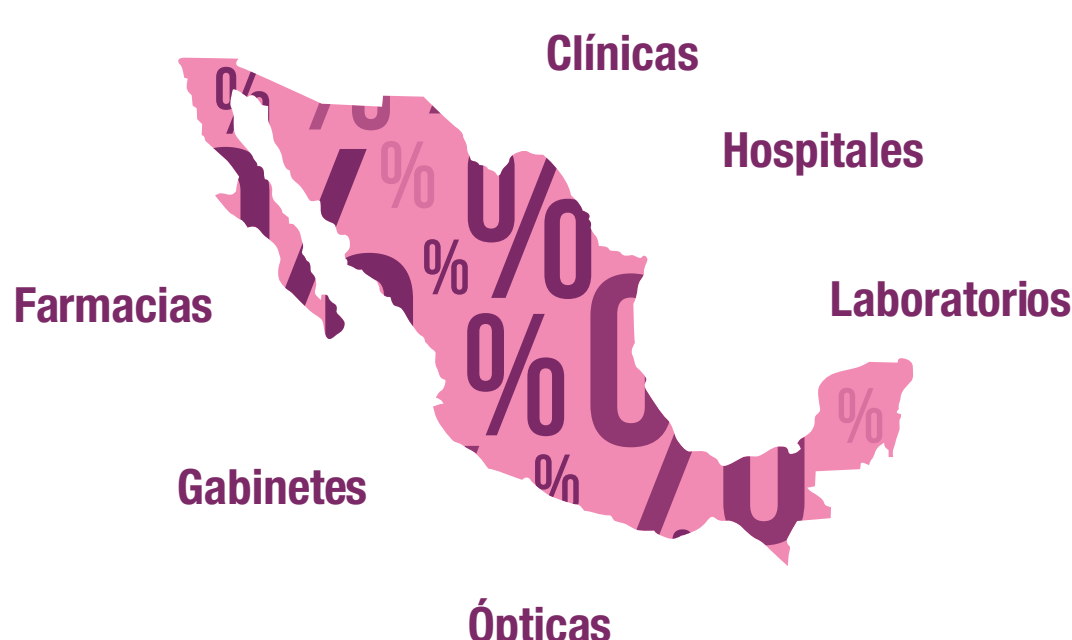 Clínicas
Hospitales
Farmacias
Laboratorios
Gabinetes
Ópticas
%
%
%
%
%
%
%